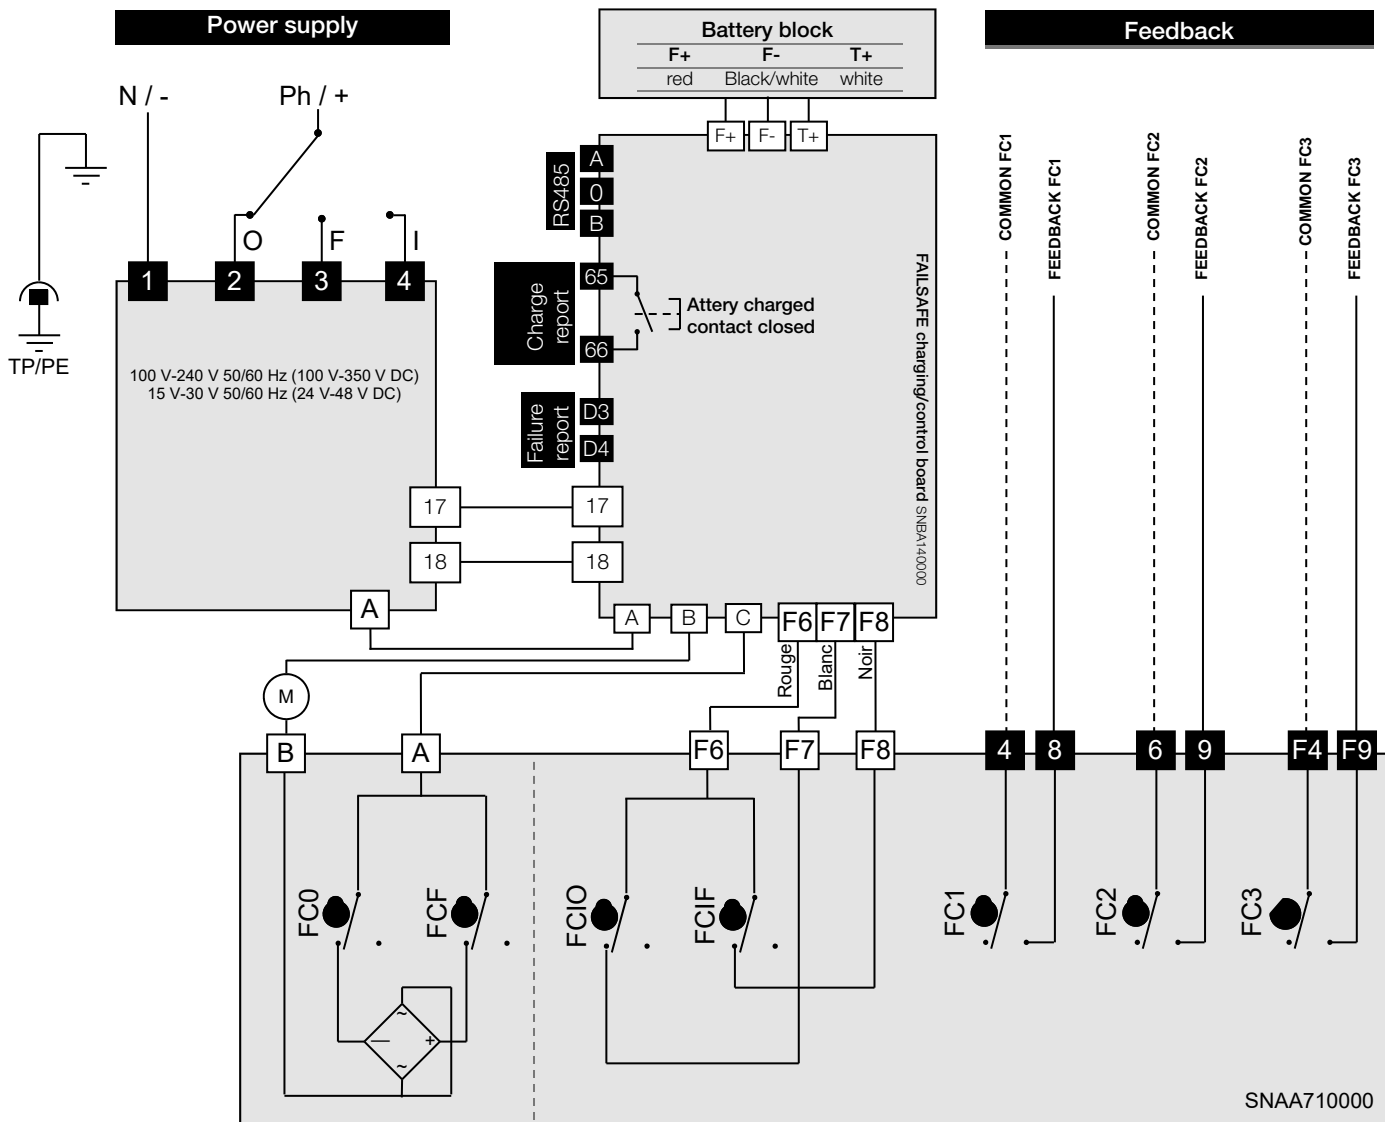 Power supply
Battery block
Feedback
F+ F- T+
red Black/white white
N / -
Ph / +
F+ F- T+
COMMON FC1
FEEDBACK FC1
COMMON FC2
FEEDBACK FC2
COMMON FC3
FEEDBACK FC3
RS485
A
0
B
O
F
I
1 2 3 4
TP/PE
100 V-240 V 50/60 Hz (100 V-350 V DC)
15 V-30 V 50/60 Hz (24 V-48 V DC)
Charge
report
65
66
Attery charged
contact closed
FAILSAFE charging/control board SNBA140000
Failure
report
D3
D4
17
17
18
18
A
A B C F6 F7 F8
Rouge
Blanc
Noir
M
B A F6 F7 F8 4 8 6 9 F4 F9
FC0
FCF
FCIO
FCIF
FC1
FC2
FC3
~
— +
~
SNAA710000